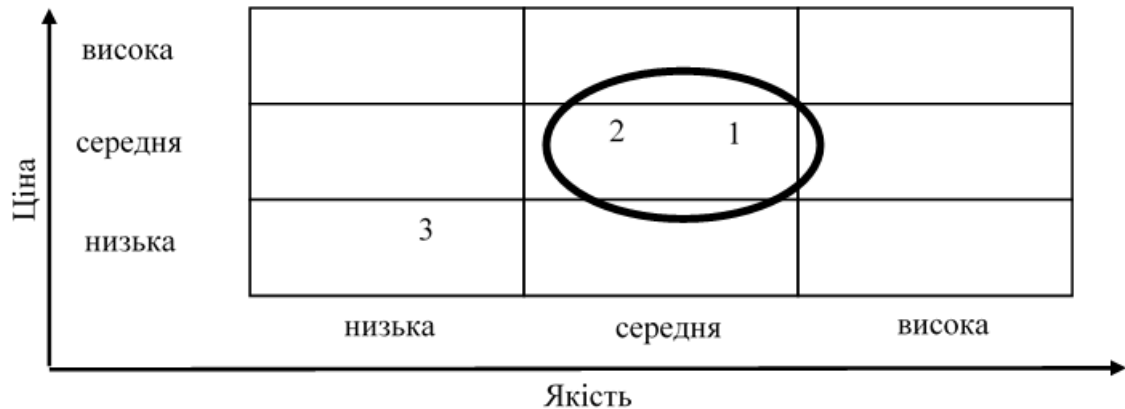 висока
середня
2 1
Ціна
низька
3
низька середня висока
Якість